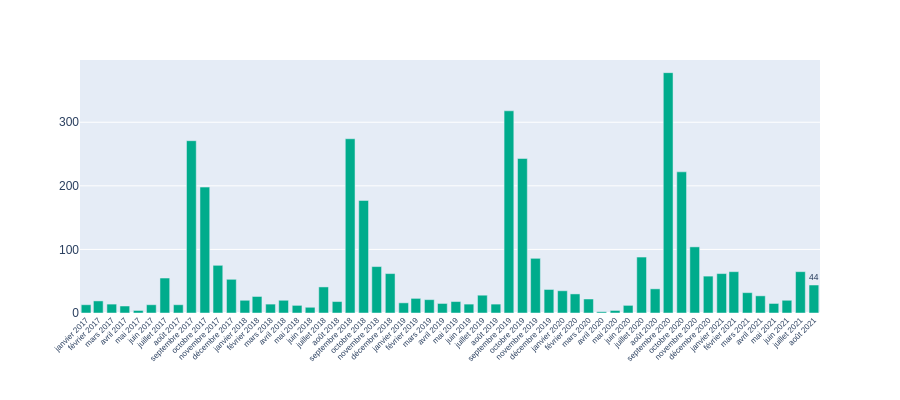 300
200
100
0
44
janvier 2017
février 2017
mars 2017
avril 2017
mai 2017
juin 2017
juillet 2017
août 2017
septembre 2017
octobre 2017
novembre 2017
décembre 2017
janvier 2018
février 2018
mars 2018
avril 2018
mai 2018
juin 2018
juillet 2018
août 2018
septembre 2018
octobre 2018
novembre 2018
décembre 2018
janvier 2019
février 2019
mars 2019
avril 2019
mai 2019
juin 2019
juillet 2019
août 2019
septembre 2019
octobre 2019
novembre 2019
décembre 2019
janvier 2020
février 2020
mars 2020
avril 2020
mai 2020
juin 2020
juillet 2020
août 2020
septembre 2020
octobre 2020
novembre 2020
décembre 2020
janvier 2021
février 2021
mars 2021
avril 2021
mai 2021
juin 2021
juillet 2021
août 2021